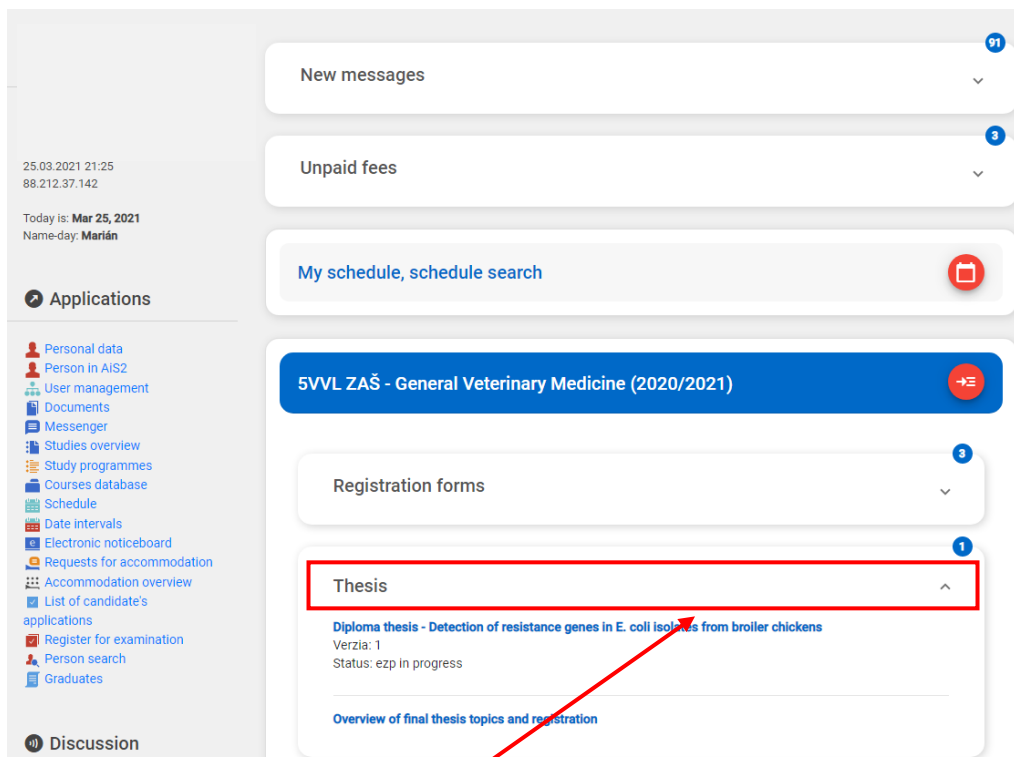 25.03.2021 21:25
88.212.37.142
Today is: Mar 25, 2021
Name-day: Marián
Applications
Personal data
Person in AiS2
User management
Documents
Messenger
Studies overview
Study programmes
Courses database
Schedule
Date intervals
Electronic noticeboard
Requests for accommodation
Accommodation overview
List of candidate's
applications
Register for examination
Person search
Graduates
Discussion
91
New messages
3
Unpaid fees
My schedule, schedule search
5VVL ZAŠ - General Veterinary Medicine (2020/2021)
3
Registration forms
1
Thesis
Diploma thesis - Detection of resistance genes in E. coli isolates from broiler chickens
Verzia: 1
Status: ezp in progress
Overview of final thesis topics and registration